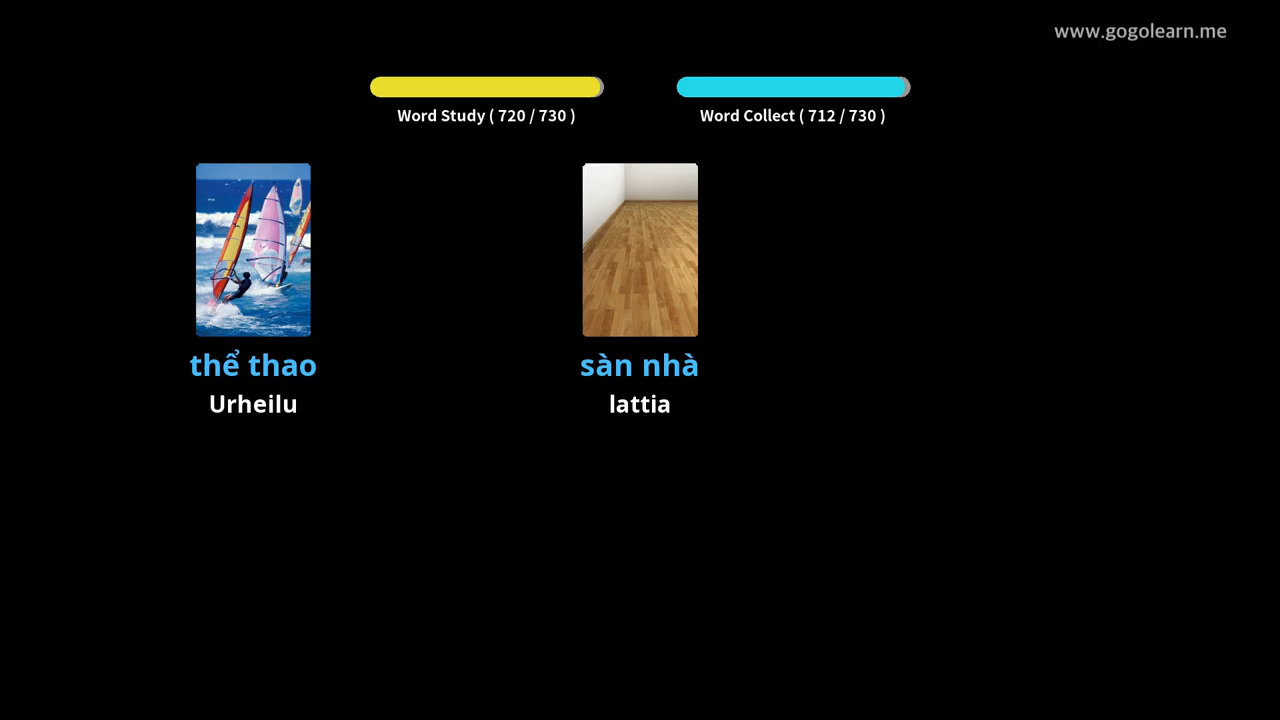 www.gogolearn.me
Word Study ( 720 / 730 )
Word Collect ( 712 / 730 )
thể thao
Urheilu
sàn nhà
lattia